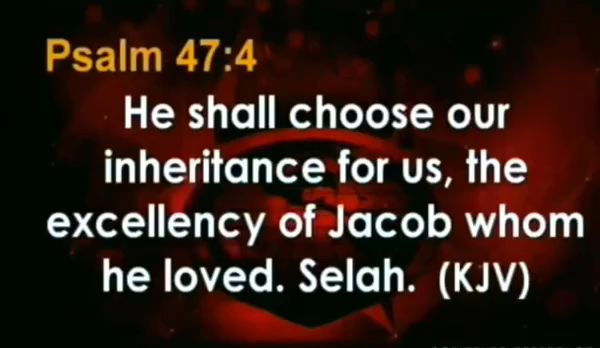 Psalm 47:4
He shall choose our
inheritance for us, the
excellency of Jacob whom
he loved. Selah. (KJV)